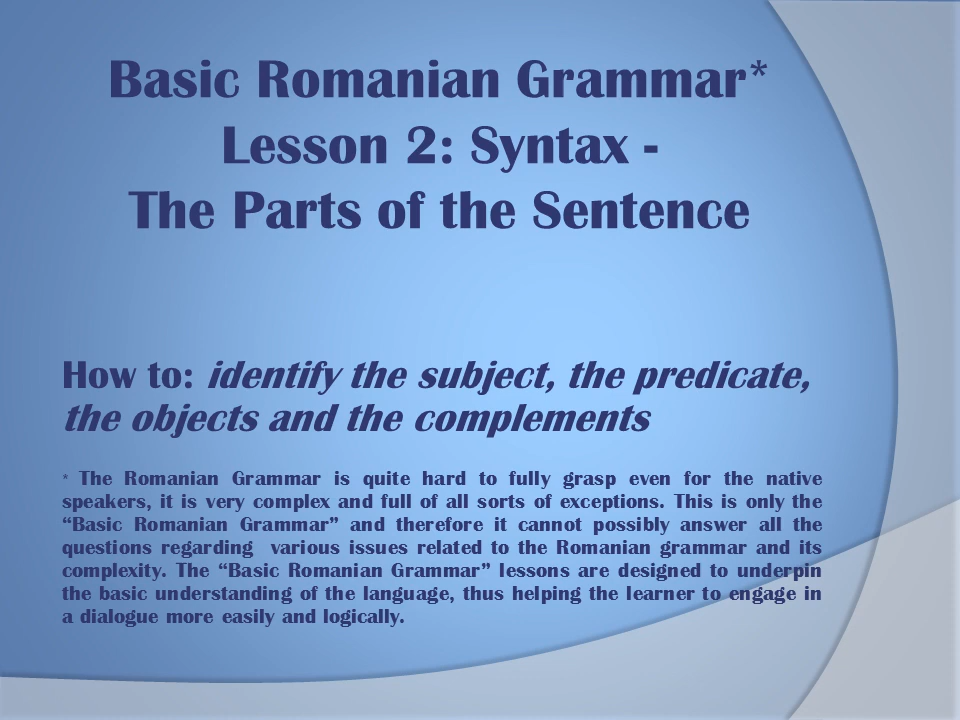 Basic Romanian Grammar*
Lesson 2: Syntax -
The Parts of the Sentence
How to: identify the subject, the predicate,
the objects and the complements
* The Romanian Grammar is quite hard to fully grasp even for the native
speakers, it is very complex and full of all sorts of exceptions. This is only the
“Basic Romanian Grammar” and therefore it cannot possibly answer all the
questions regarding various issues related to the Romanian grammar and its
complexity. The “Basic Romanian Grammar” lessons are designed to underpin
the basic understanding of the language, thus helping the learner to engage in
a dialogue more easily and logically.